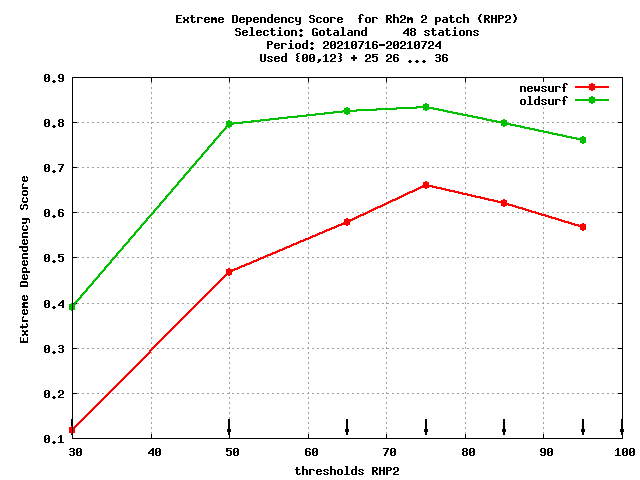 Extreme Dependency Score  for Rh2m 2 patch (RHP2)
Selection: Gotaland     48 stations
Period: 20210716-20210724
Used {00,12} + 25 26 ... 36
newsurf
oldsurf
Extreme Dependency Score
0.9
0.8
0.7
0.6
0.5
0.4
0.3
0.2
0.1
30 40 50 60 70 80 90 100
thresholds RHP2